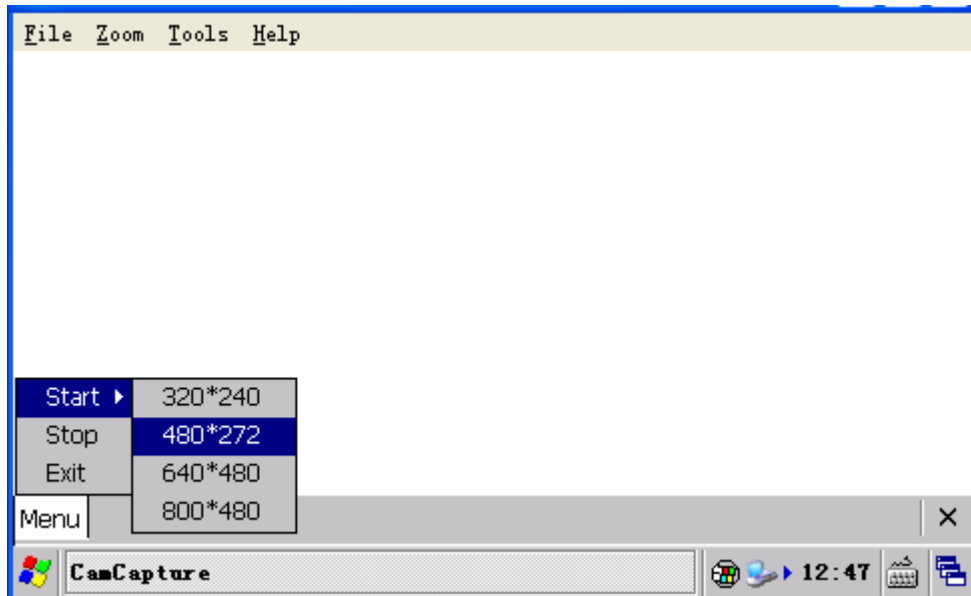 File Zoom Tools Help
Start 320*240
Stop 480*272
Exit 640*480
Menu 800*480
CamCapture 12:47